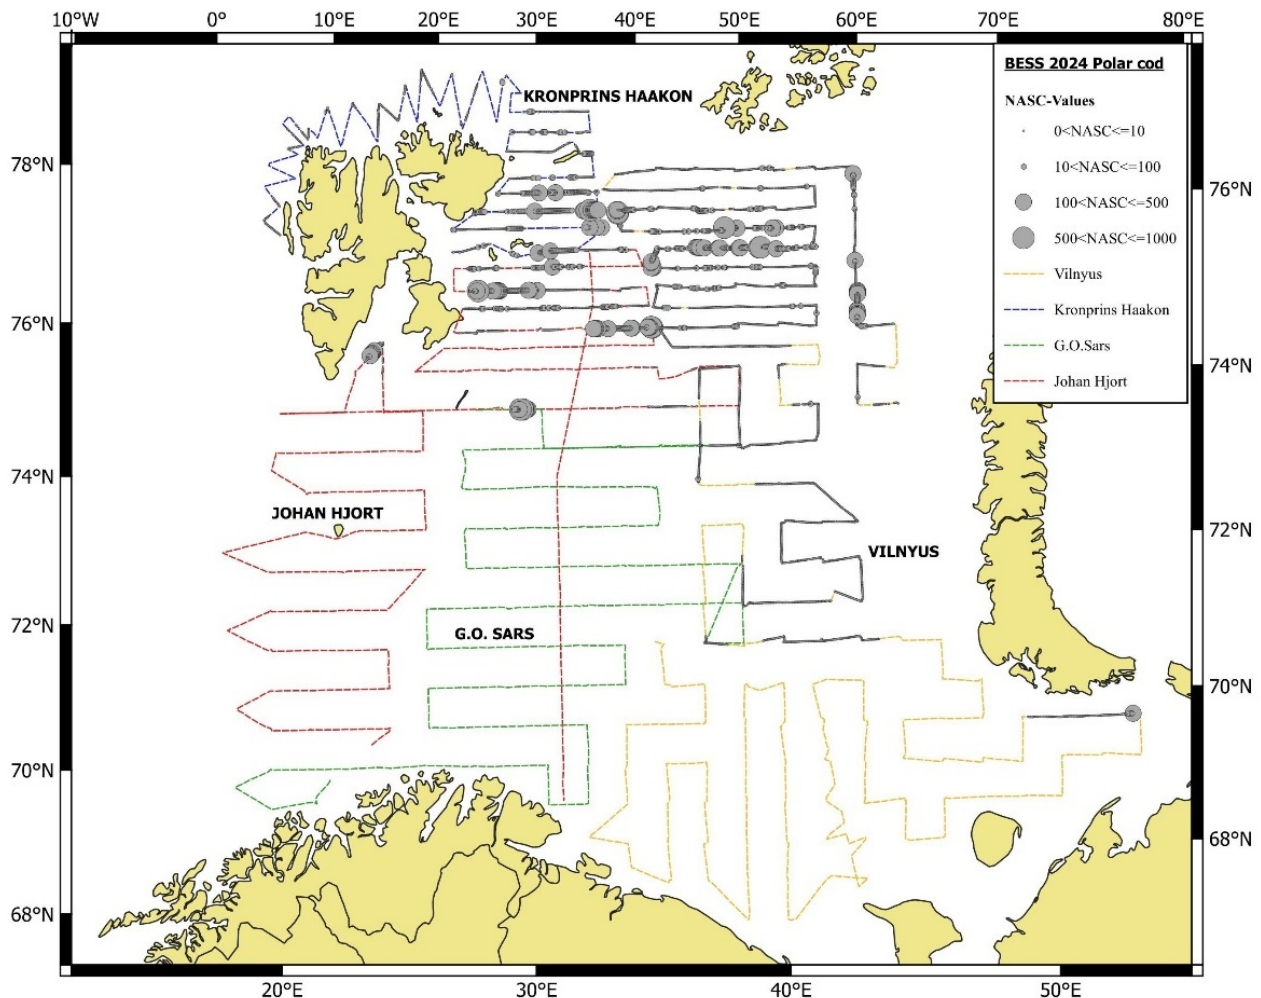 10°W 0° 10°E 20°E 30°E 40°E 50°E 60°E 70°E 80°E
BESS 2024 Polar cod
NASC-Values
0<NASC<=10
10<NASC<=100
100<NASC<=500
500<NASC<=1000
Vilnyus
Kronprins Haakon
G.O.Sars
Johan Hjort
KRONPRINS HAAKON
78°N
76°N
76°N
74°N
74°N
JOHAN HJORT
72°N
VILNYUS
72°N
G.O. SARS
70°N
70°N
68°N
68°N
20°E 30°E 40°E 50°E